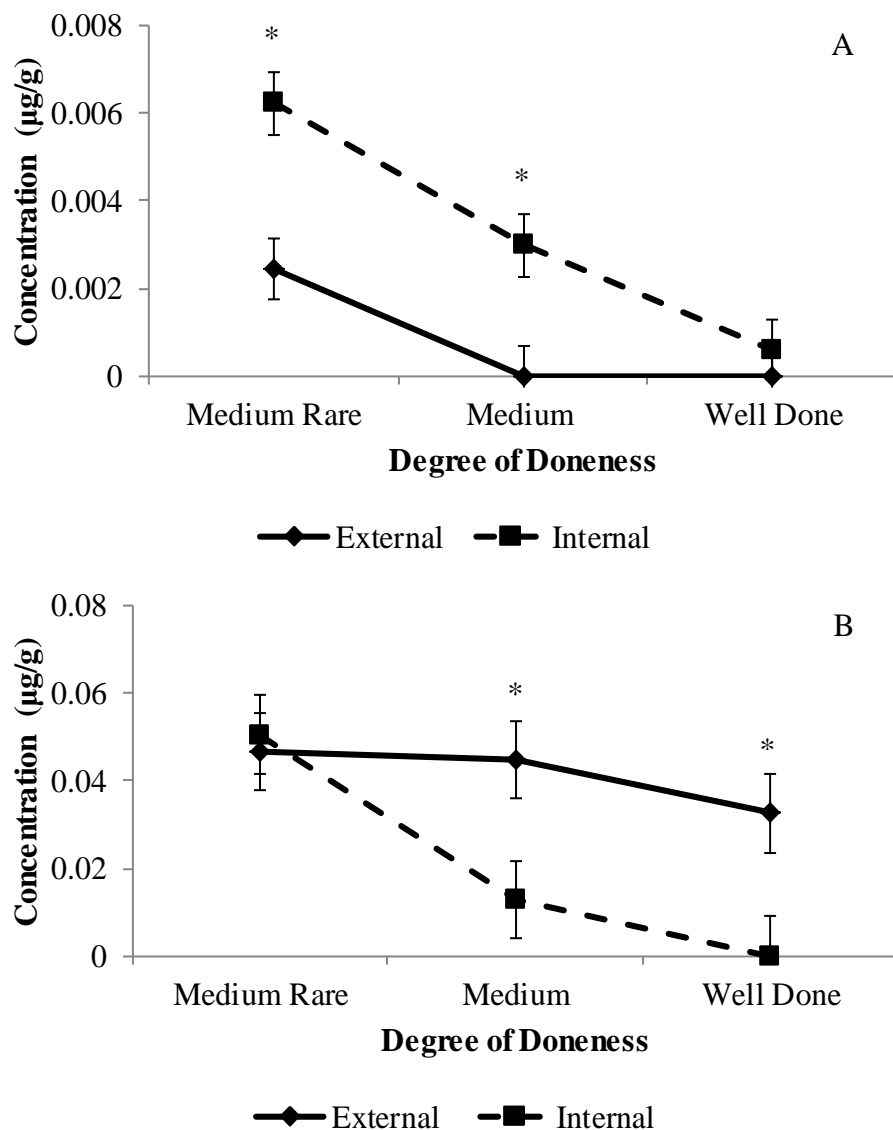 A
*
*
0.008
0.006
0.004
0.002
0
Concentration (µg/g)
Medium Rare Medium Well Done
Degree of Doneness
External Internal
B
*
*
0.08
0.06
0.04
0.02
0
Concentration (µg/g)
Medium Rare Medium Well Done
Degree of Doneness
External Internal